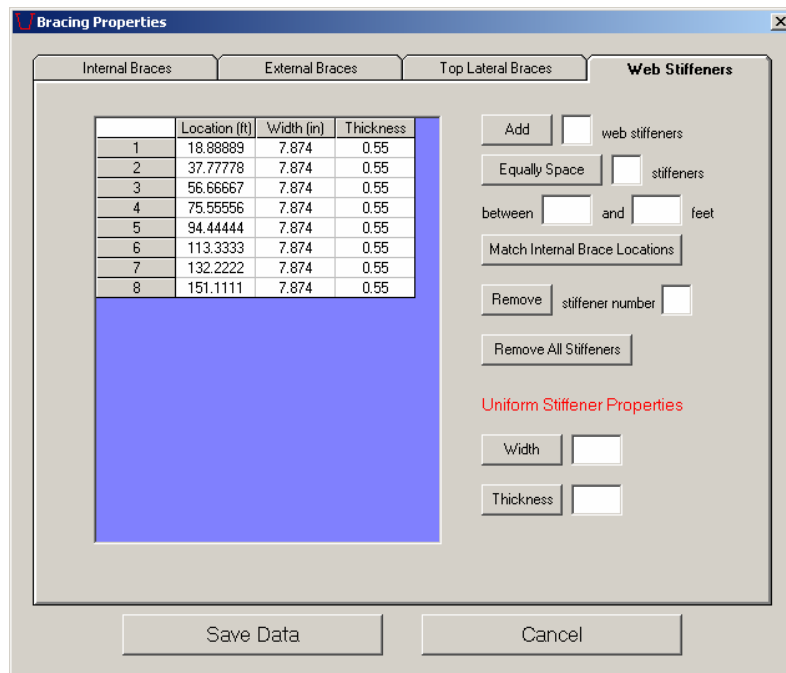 Bracing Properties
Internal Braces External Braces Top Lateral Braces Web Stiffeners
Location (ft) Width (in) Thickness
1 18.88889 7.874 0.55
2 37.77778 7.874 0.55
3 56.66667 7.874 0.55
4 75.55556 7.874 0.55
5 94.44444 7.874 0.55
6 113.3333 7.874 0.55
7 132.2222 7.874 0.55
8 151.1111 7.874 0.55
Add web stiffeners
Equally Space stiffeners
between and feet
Match Internal Brace Locations
Remove stiffener number
Remove All Stiffeners
Uniform Stiffener Properties
Width
Thickness
Save Data Cancel